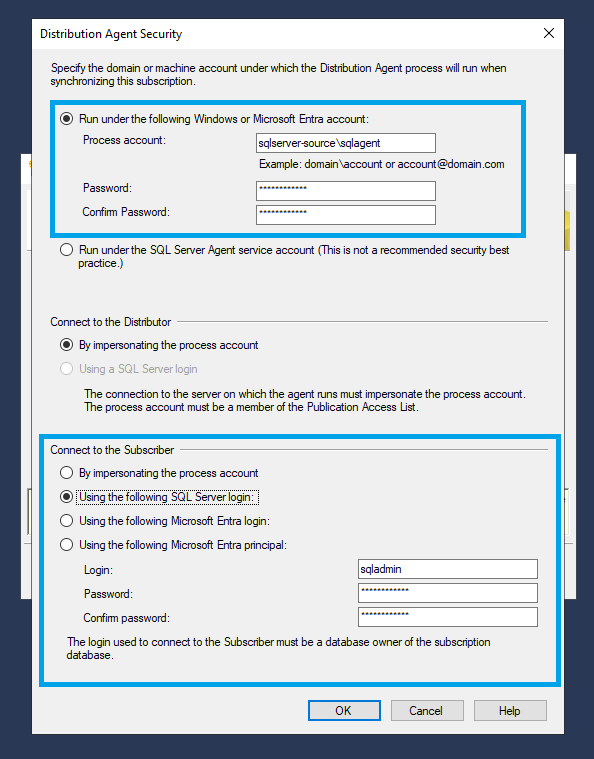 Distribution Agent Security
Specify the domain or machine account under which the Distribution Agent process will run when
synchronizing this subscription.
Run under the following Windows or Microsoft Entra account:
Process account:
sqlserver-source\sqlagent
Example: domain\account or account@domain.com
Password:
************
Confirm Password:
************
Run under the SQL Server Agent service account (This is not a recommended security best
practice.)
Connect to the Distributor
By impersonating the process account
Using a SQL Server login
The connection to the server on which the agent runs must impersonate the process account.
The process account must be a member of the Publication Access List.
Connect to the Subscriber
By impersonating the process account
Using the following SQL Server login:
Using the following Microsoft Entra login:
Using the following Microsoft Entra principal:
Login:
sqladmin
Password:
************
Confirm password:
************
The login used to connect to the Subscriber must be a database owner of the subscription
database.
OK
Cancel
Help